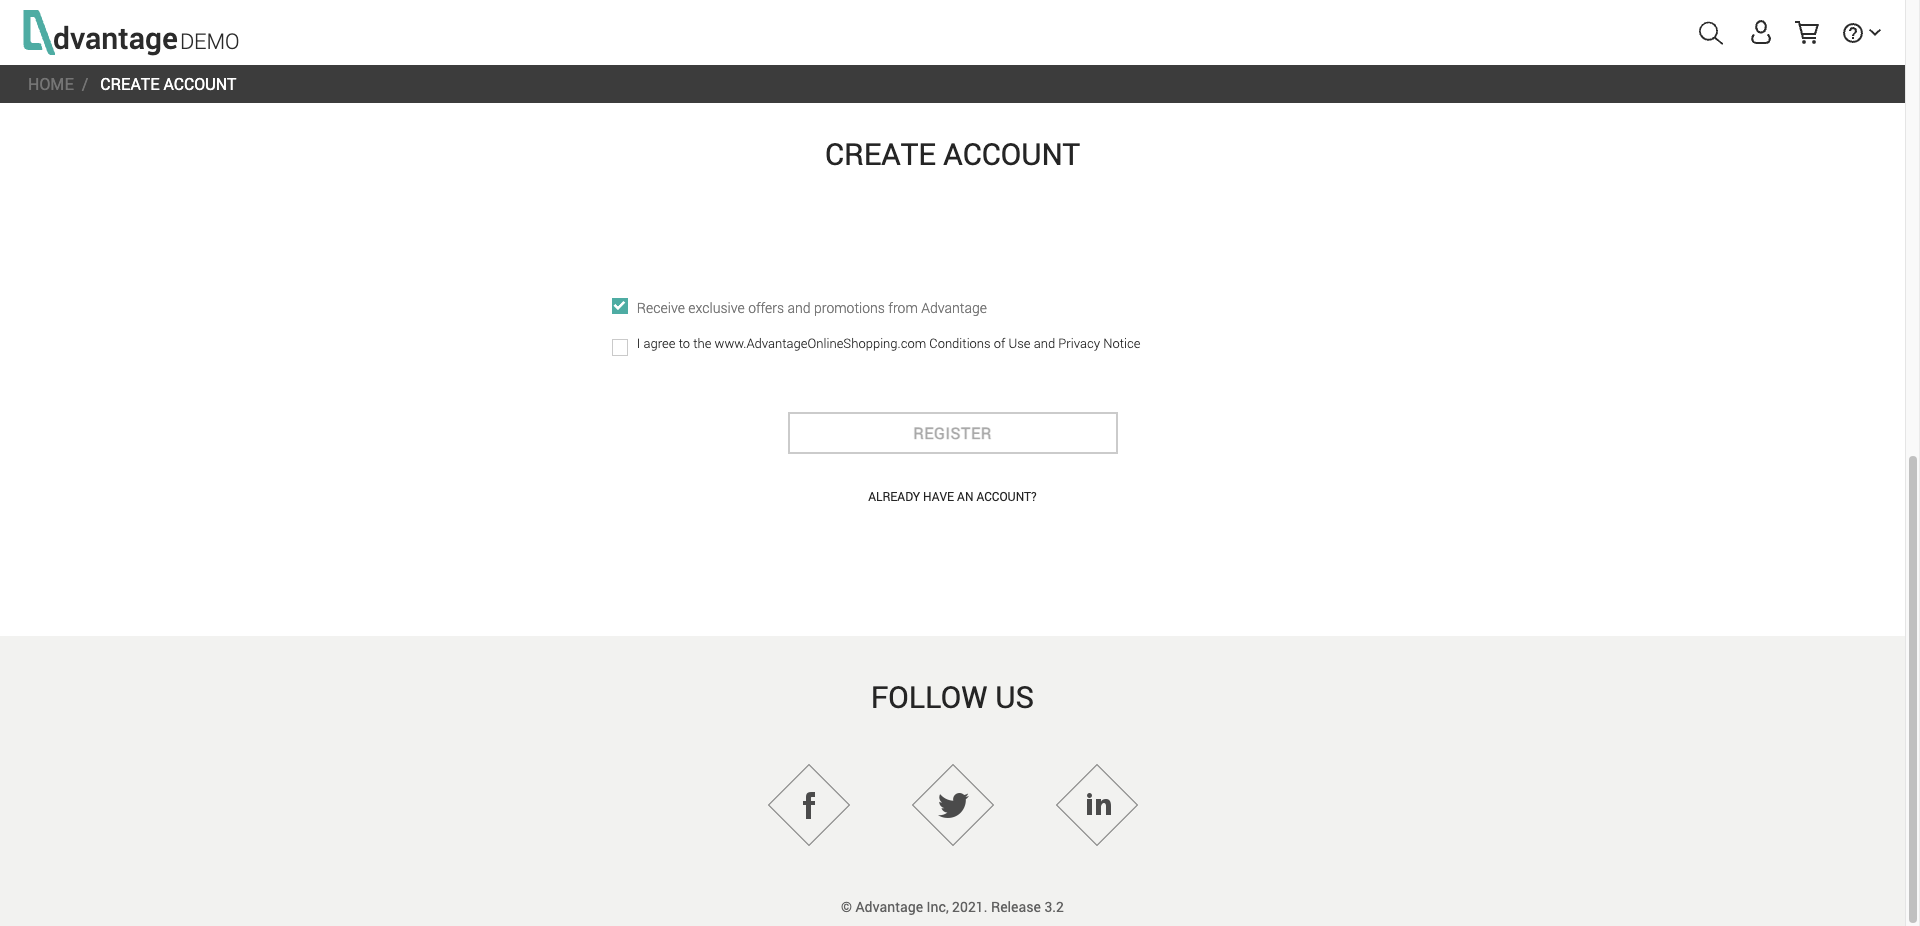 dvantage DEMO
HOME / CREATE ACCOUNT
CREATE ACCOUNT
Receive exclusive offers and promotions from Advantage
I agree to the www.AdvantageOnlineShopping.com Conditions of Use and Privacy Notice
REGISTER
ALREADY HAVE AN ACCOUNT?
FOLLOW US
f
in
© Advantage Inc, 2021. Release 3.2